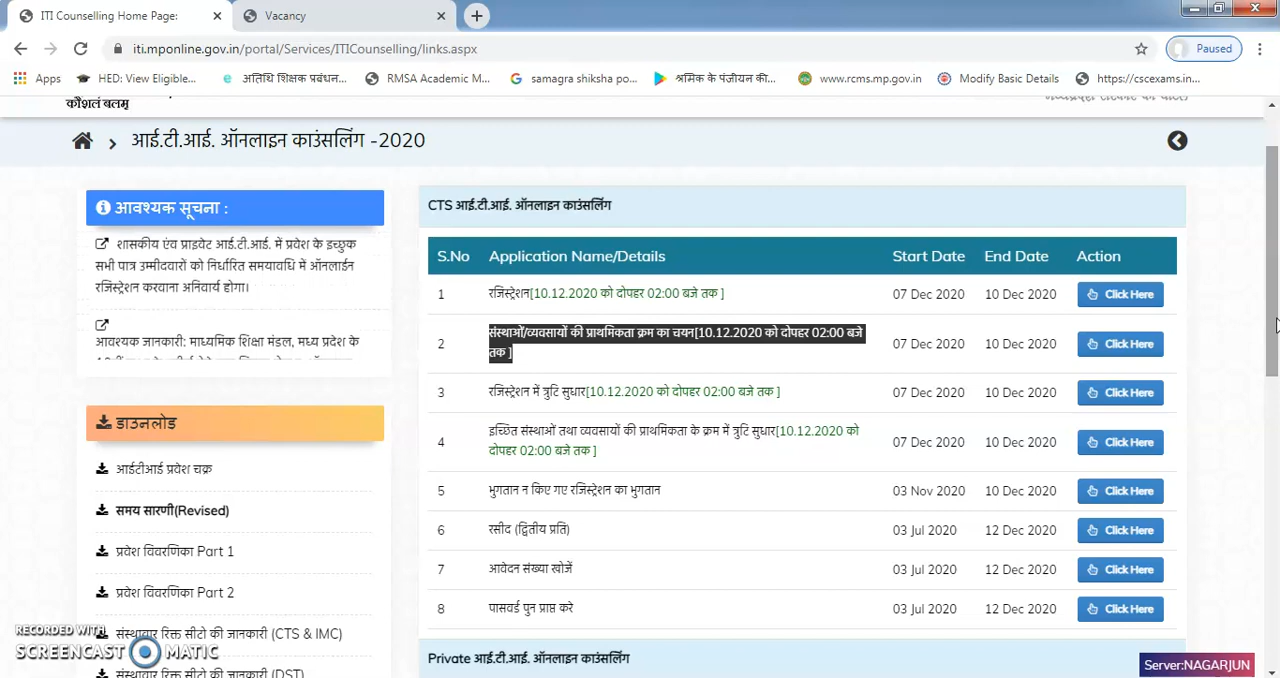 ITI Counselling Home Page:
Vacancy
iti.mponline.gov.in/portal/Services/ITICounselling/links.aspx
Paused
Apps
HED: View Eligible...
अतिथि शिक्षक प्रबंधन...
RMSA Academic M...
samagra shiksha po...
श्रमिक के पंजीयन की...
www.rcms.mp.gov.in
Modify Basic Details
https://cscexams.in...
कौशलं बलम्
आई.टी.आई. ऑनलाइन काउंसलिंग -2020
आवश्यक सूचना :
शासकीय एंव प्राइवेट आई.टी.आई. में प्रवेश के इच्छुक
सभी पात्र उम्मीदवारों को निर्धारित समयावधि में ऑनलाईन
रजिस्ट्रेशन करवाना अनिवार्य होगा।
आवश्यक जानकारी: माध्यमिक शिक्षा मंडल, मध्य प्रदेश के
डाउनलोड
आईटीआई प्रवेश चक्र
समय सारणी(Revised)
प्रवेश विवरणिका Part 1
प्रवेश विवरणिका Part 2
संस्थावार रिक्त सीटो की जानकारी (CTS & IMC)
संस्थावार रिक्त सीटो की जानकारी (DST)
CTS आई.टी.आई. ऑनलाइन काउंसलिंग
S.No Application Name/Details Start Date End Date Action
1 रजिस्ट्रेशन[10.12.2020 को दोपहर 02:00 बजे तक ] 07 Dec 2020 10 Dec 2020 Click Here
संस्थाओं/व्यवसायों की प्राथमिकता क्रम का चयन[10.12.2020 को दोपहर 02:00 बजे
2 तक ] 07 Dec 2020 10 Dec 2020 Click Here
3 रजिस्ट्रेशन में त्रुटि सुधार[10.12.2020 को दोपहर 02:00 बजे तक ] 07 Dec 2020 10 Dec 2020 Click Here
इच्छित संस्थाओं तथा व्यवसायों की प्राथमिकता के क्रम में त्रुटि सुधार[10.12.2020 को
4 दोपहर 02:00 बजे तक ] 07 Dec 2020 10 Dec 2020 Click Here
5 भुगतान न किए गए रजिस्ट्रेशन का भुगतान 03 Nov 2020 10 Dec 2020 Click Here
6 रसीद (द्वितीय प्रति) 03 Jul 2020 12 Dec 2020 Click Here
7 आवेदन संख्या खोजें 03 Jul 2020 12 Dec 2020 Click Here
8 पासवर्ड पुन प्राप्त करे 03 Jul 2020 12 Dec 2020 Click Here
Private आई.टी.आई. ऑनलाइन काउंसलिंग
RECORDED WITH
SCREENCAST MATIC
Server:NAGARJUN